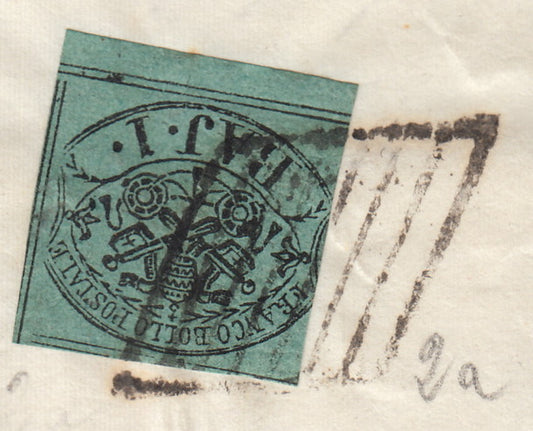 FRANCO BOLLO POSTALE
BAJ. 1.
2a